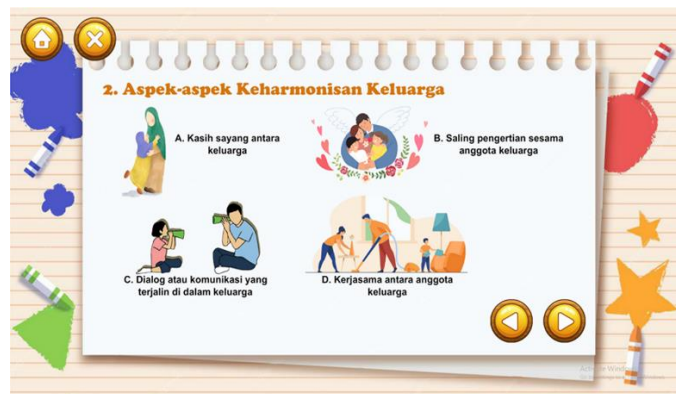 2. Aspek-aspek Keharmonisan Keluarga
A. Kasih sayang antara
keluarga
B. Saling pengertian sesama
anggota keluarga
C. Dialog atau komunikasi yang
terjalin di dalam keluarga
D. Kerjasama antara anggota
keluarga